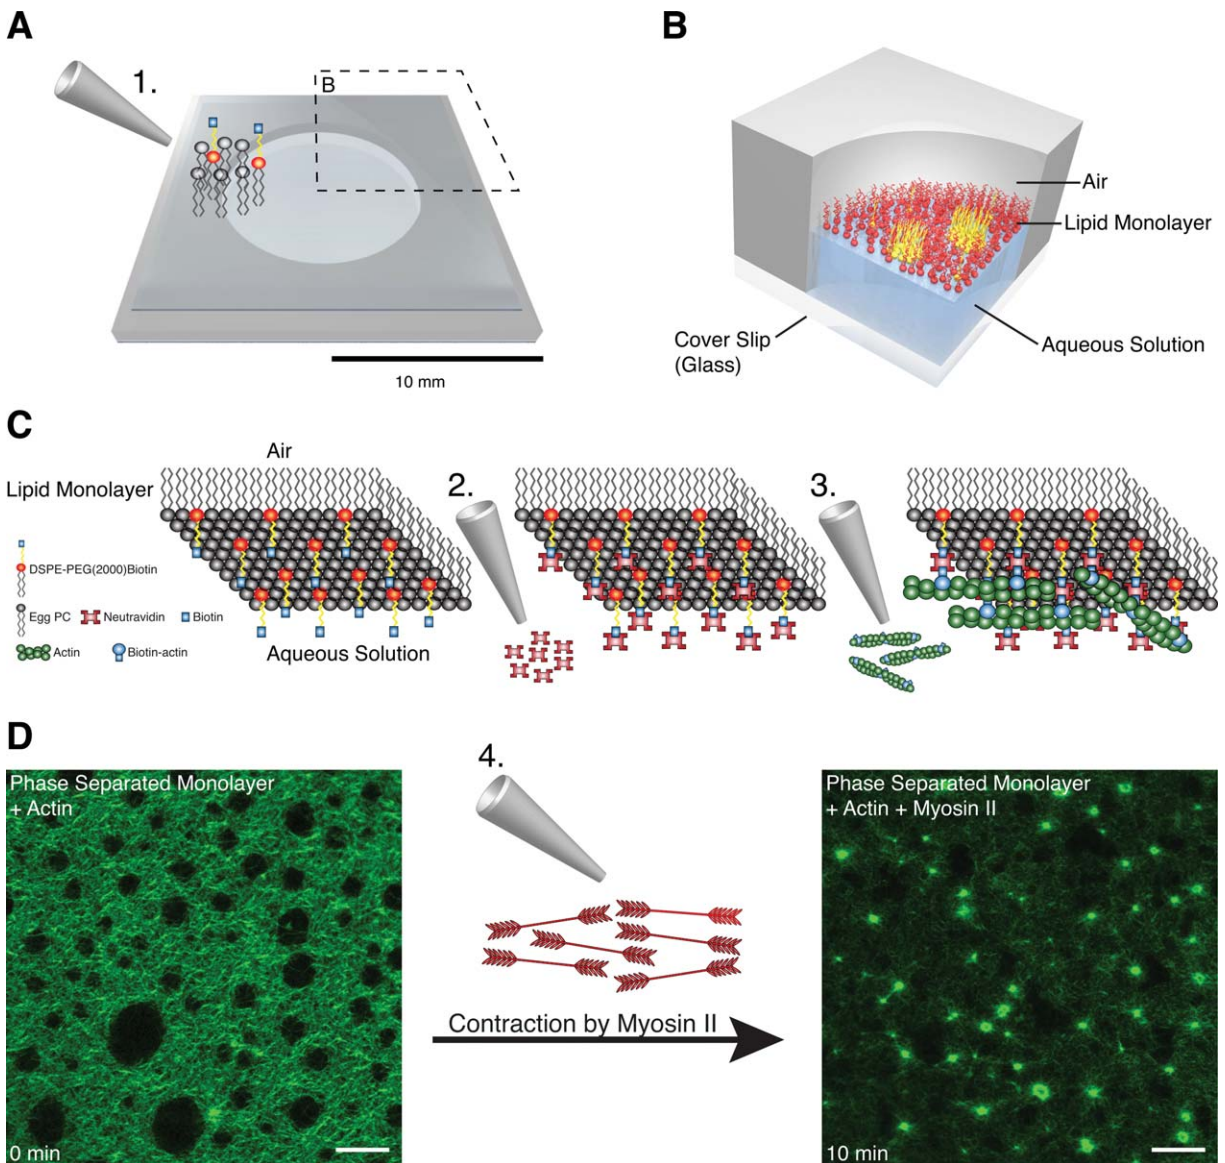 A
1.
B
10 mm
B
Air
Lipid Monolayer
Aqueous Solution
Cover Slip
(Glass)
C
Air
Lipid Monolayer
2.
3.
DSPE-PEG(2000)Biotin
Egg PC
Neutravidin
Biotin
Actin
Biotin-actin
Aqueous Solution
D
Phase Separated Monolayer
+ Actin
0 min
4.
Contraction by Myosin II
Phase Separated Monolayer
+ Actin + Myosin II
10 min